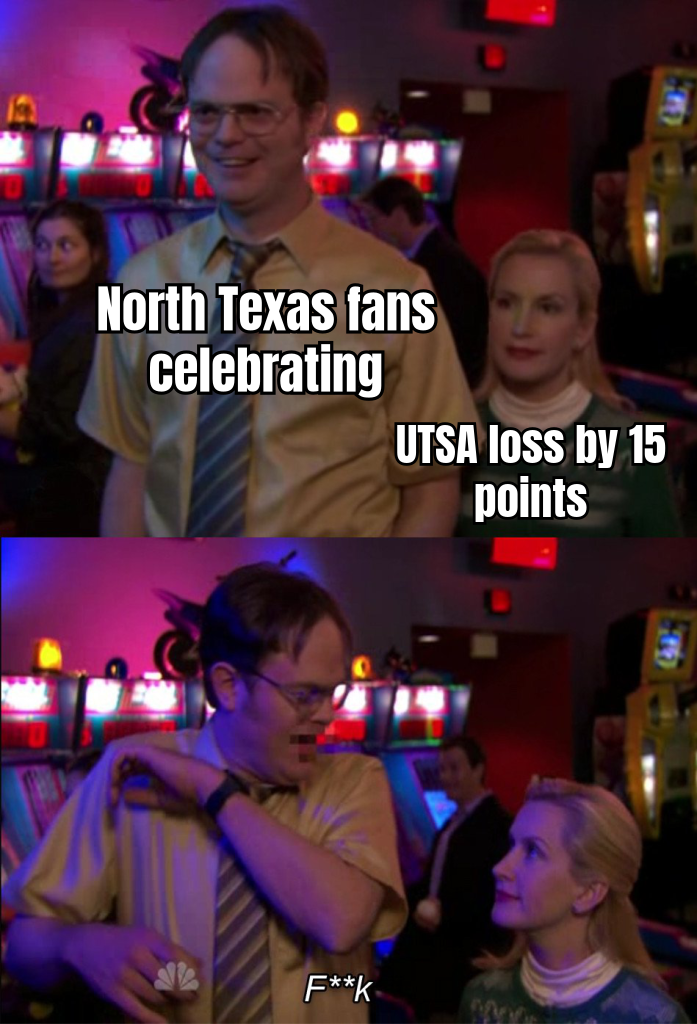 North Texas fans
celebrating
UTSA loss by 15
points
F**k